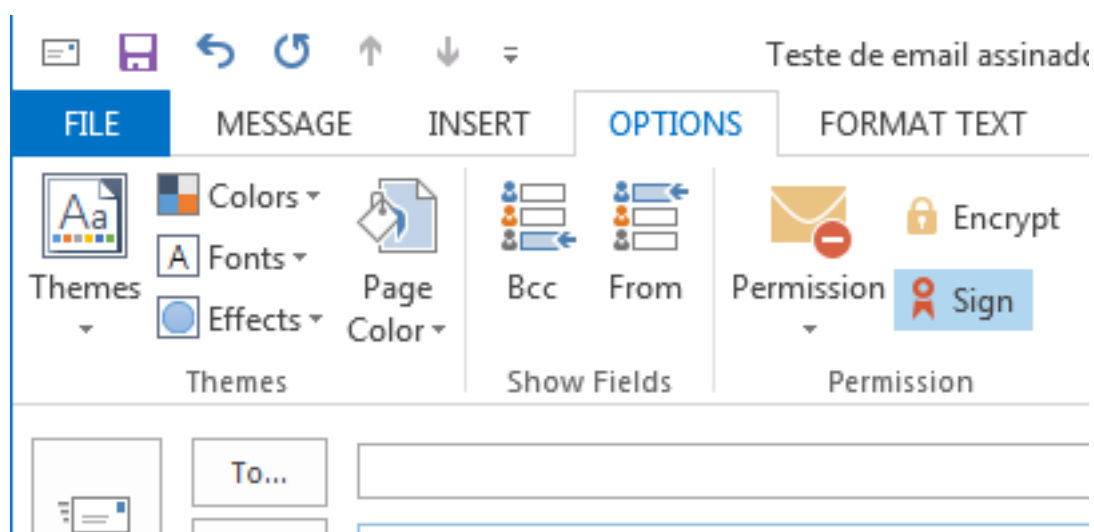 Teste de email assinado
FILE MESSAGE INSERT OPTIONS FORMAT TEXT
Aa Colors
A Fonts
Effects
Themes
Page
Color
Bcc From
Permission
Encrypt
Sign
Themes Show Fields Permission
To...